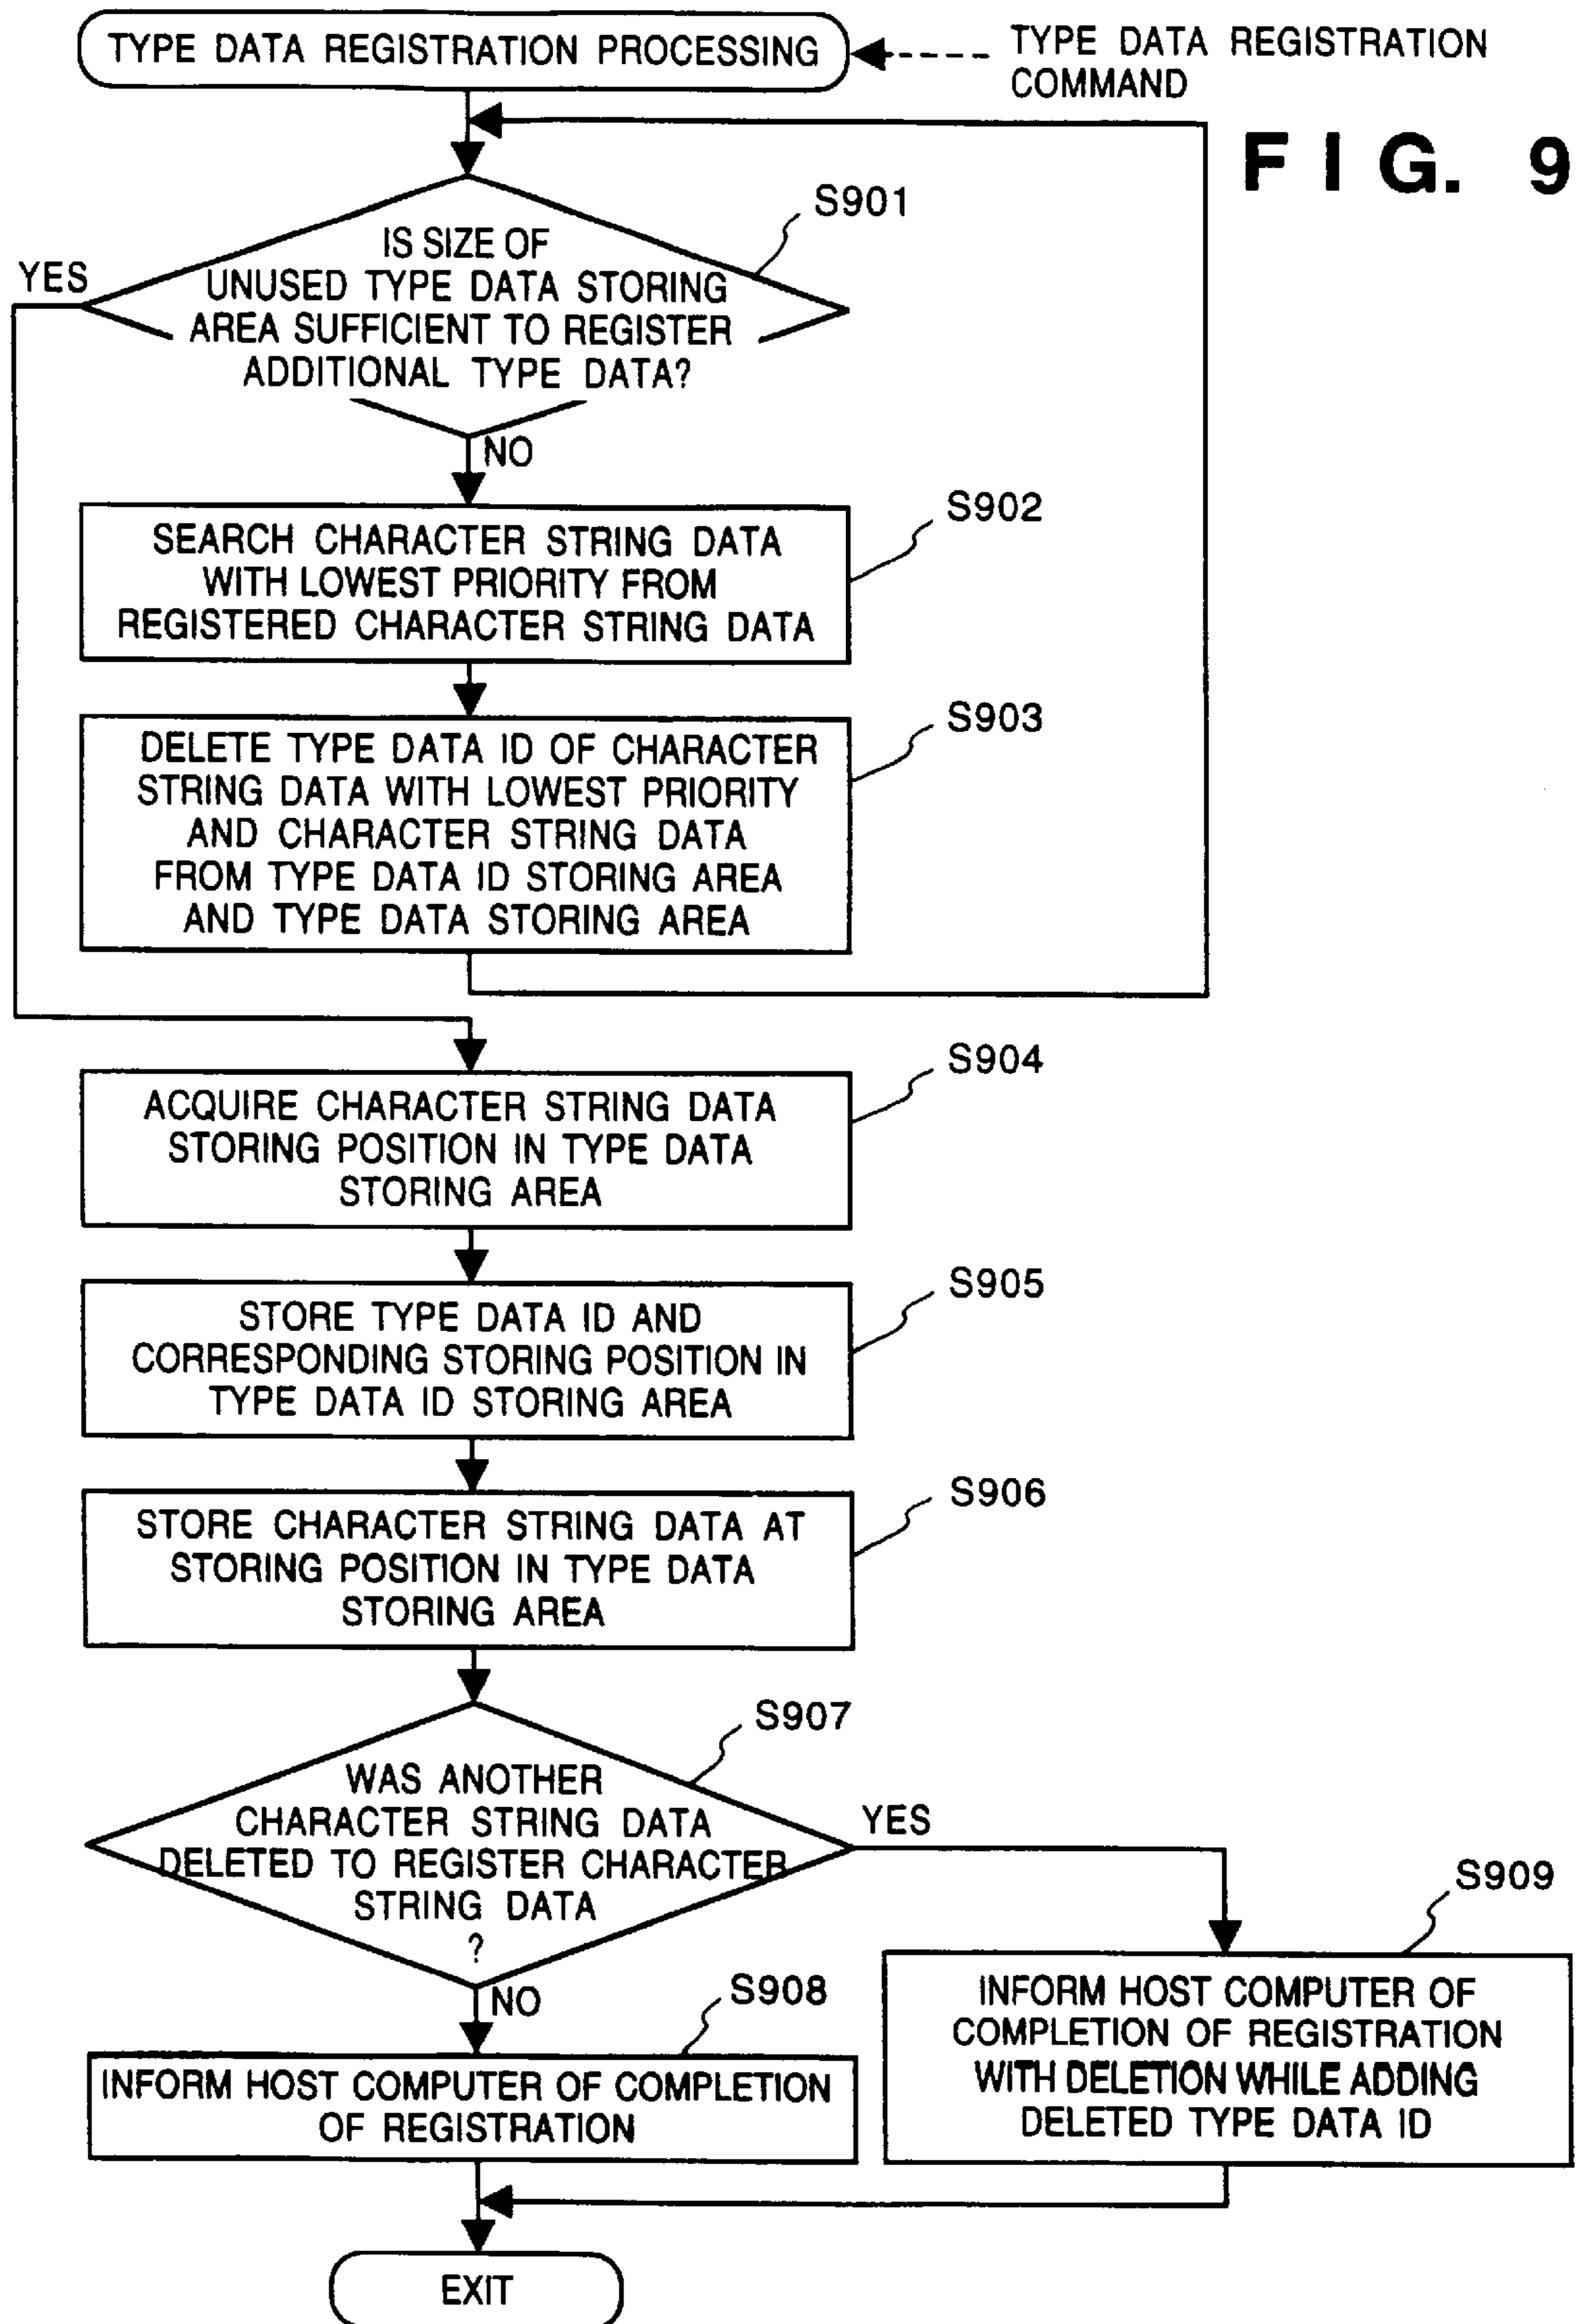 TYPE DATA REGISTRATION PROCESSING
TYPE DATA REGISTRATION
COMMAND
FIG. 9
S901
YES
IS SIZE OF
UNUSED TYPE DATA STORING
AREA SUFFICIENT TO REGISTER
ADDITIONAL TYPE DATA?
NO
S902
SEARCH CHARACTER STRING DATA
WITH LOWEST PRIORITY FROM
REGISTERED CHARACTER STRING DATA
S903
DELETE TYPE DATA ID OF CHARACTER
STRING DATA WITH LOWEST PRIORITY
AND CHARACTER STRING DATA
FROM TYPE DATA ID STORING AREA
AND TYPE DATA STORING AREA
S904
ACQUIRE CHARACTER STRING DATA
STORING POSITION IN TYPE DATA
STORING AREA
S905
STORE TYPE DATA ID AND
CORRESPONDING STORING POSITION IN
TYPE DATA ID STORING AREA
S906
STORE CHARACTER STRING DATA AT
STORING POSITION IN TYPE DATA
STORING AREA
S907
WAS ANOTHER
CHARACTER STRING DATA
DELETED TO REGISTER CHARACTER
STRING DATA
?
YES
NO
S908
INFORM HOST COMPUTER OF COMPLETION
OF REGISTRATION
S909
INFORM HOST COMPUTER OF
COMPLETION OF REGISTRATION
WITH DELETION WHILE ADDING
DELETED TYPE DATA ID
EXIT